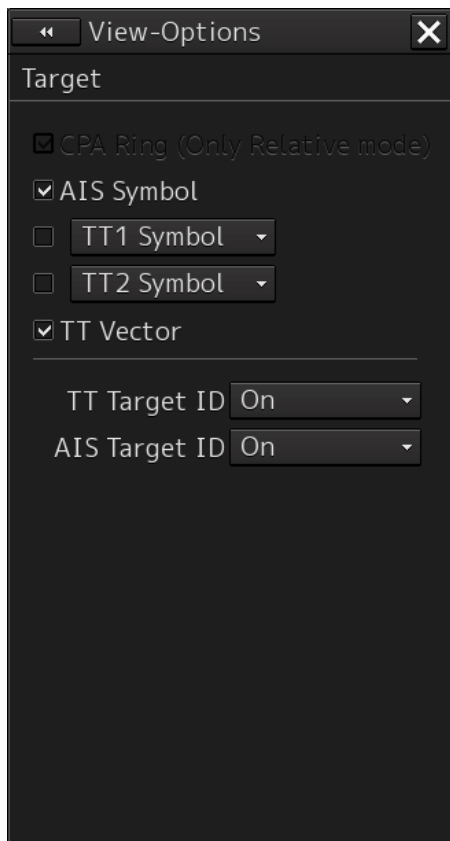 View-Options
Target
CPA Ring (Only Relative mode)
AIS Symbol
TT1 Symbol
TT2 Symbol
TT Vector
TT Target ID On
AIS Target ID On